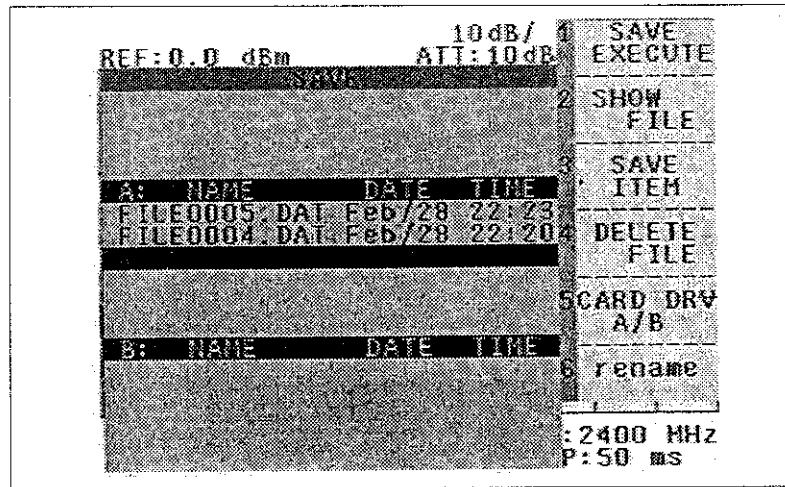 10dB/
REF:0.0 dBm ATT:10dB
SAVE
A: NAME DATE TIME
FILE0005.DAT Feb/28 22:23
FILE0004.DAT Feb/28 22:20
B: NAME DATE TIME
1 SAVE
EXECUTE
2 SHOW
FILE
3 SAVE
ITEM
4 DELETE
FILE
5 CARD DRV
A/B
6 rename
:2400 MHz
P:50 ms